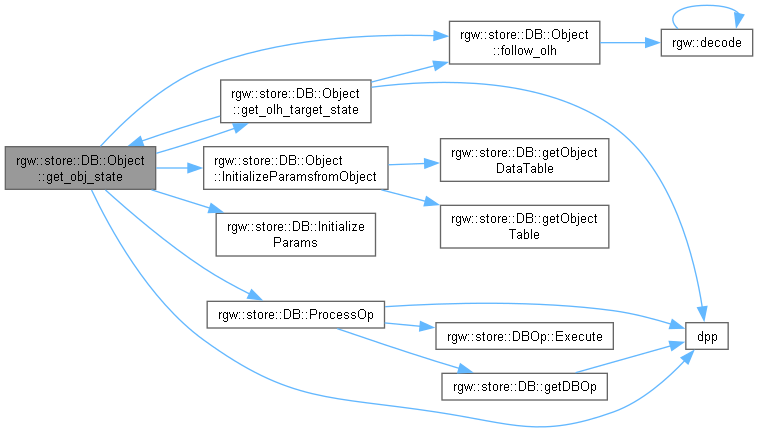 rgw::store::DB::Object
::follow_olh
rgw::decode
rgw::store::DB::Object
::get_olh_target_state
rgw::store::DB::Object
::get_obj_state
rgw::store::DB::Object
::InitializeParamsfromObject
rgw::store::DB::getObject
DataTable
rgw::store::DB::getObject
Table
rgw::store::DB::Initialize
Params
rgw::store::DB::ProcessOp
rgw::store::DBOp::Execute
dpp
rgw::store::DB::getDBOp